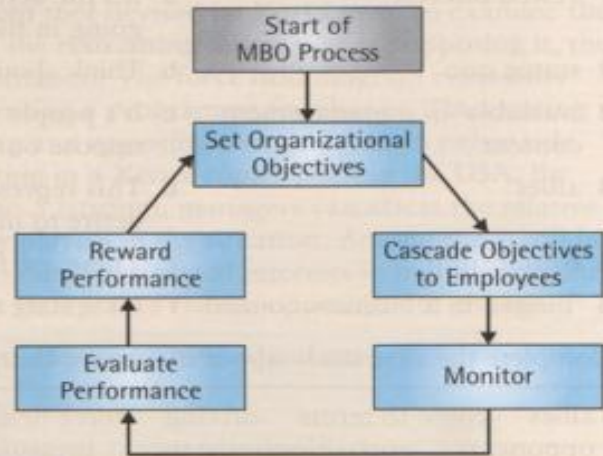 Start of
MBO Process
Set Organizational
Objectives
Cascade Objectives
to Employees
Monitor
Evaluate
Performance
Reward
Performance